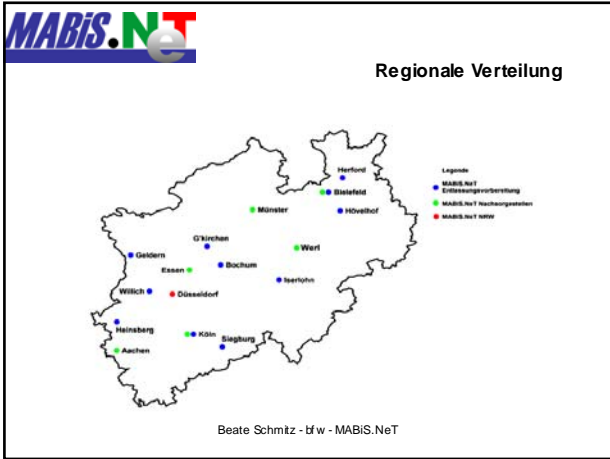 MABiS.NeT
Regionale Verteilung
Herford
Bielefeld
Hövelhof
Münster
Werl
G'kirchen
Geldern
Bochum
Essen
Iserlohn
Willich
Düsseldorf
Heinsberg
Köln
Siegburg
Aachen
Legende
MABiS.NeT
Entlassungsvorbereitung
MABiS.NeT Nachsorgestellen
MABiS.NeT NRW
Beate Schmitz - bfw - MABiS.NeT